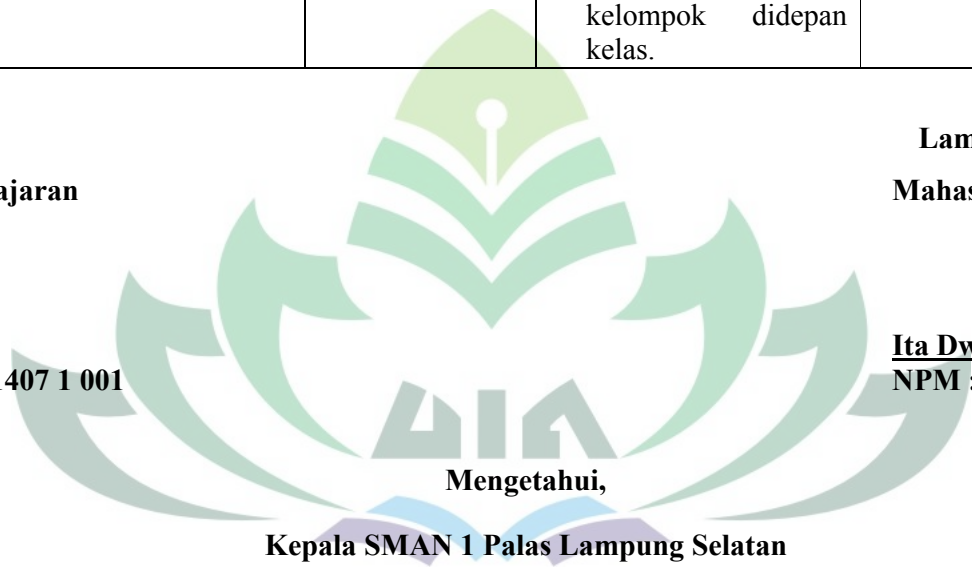 kelompok didepan
kelas.
Lam
ajaran Mahas
Ita Dw
407 1 001 NPM :
UIN
Mengetahui,
Kepala SMAN 1 Palas Lampung Selatan